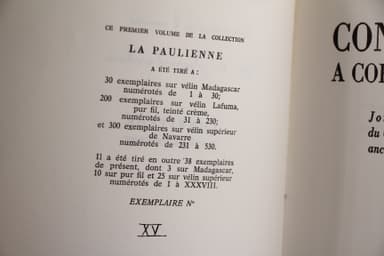 CE PREMIER VOLUME DE LA COLLECTION
LA PAULIENNE
A ÉTÉ TIRÉ A :
30 exemplaires sur vélin Madagascar
numérotés de 1 à 30;
200 exemplaires sur vélin Lafuma,
pur fil, teinté crème,
numérotés de 31 à 230;
et 300 exemplaires sur vélin supérieur
de Navarre
numérotés de 231 à 530.
Il a été tiré en outre 38 exemplaires
de présent, dont 3 sur Madagascar,
10 sur pur fil et 25 sur vélin supérieur
numérotés de I à XXXVIII.
EXEMPLAIRE N°
XV
CON
A COR
Jo
du
anc